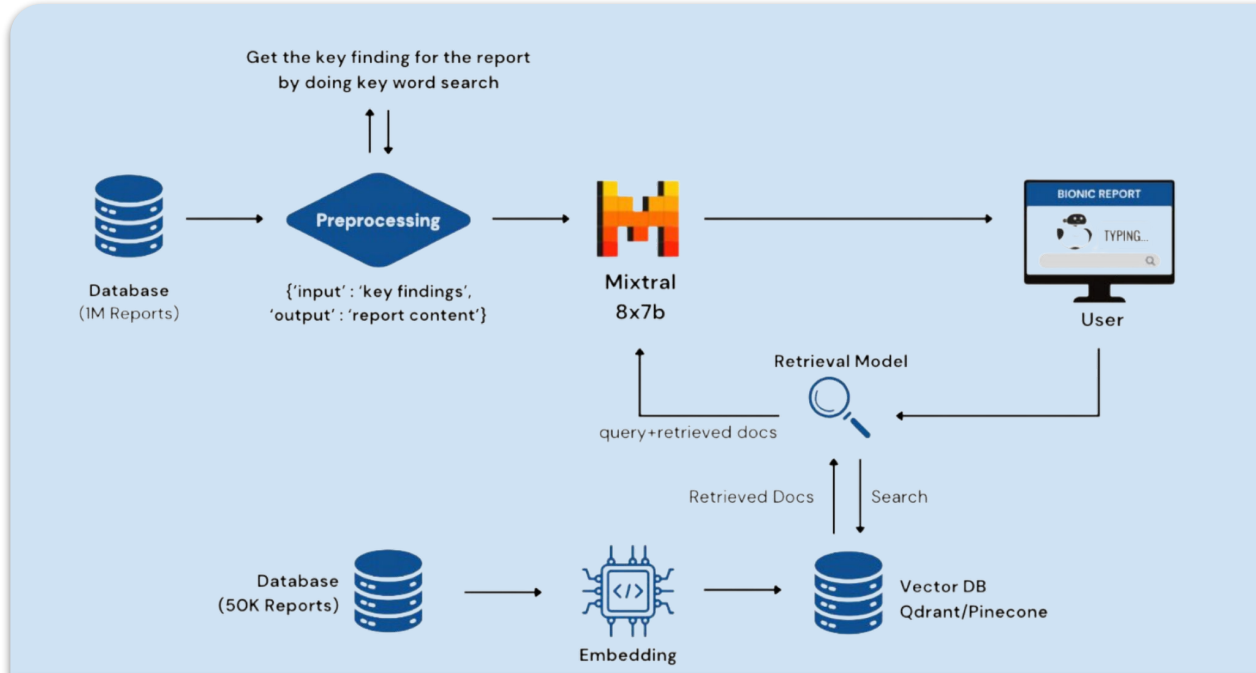 Get the key finding for the report
by doing key word search
Preprocessing
Database
(1M Reports)
{'input' : 'key findings',
'output' : 'report content'}
Mixtral
8x7b
BIONIC REPORT
TYPING...
User
Retrieval Model
query+retrieved docs
Retrieved Docs
Search
Database
(50K Reports)
</>
Embedding
Vector DB
Qdrant/Pinecone